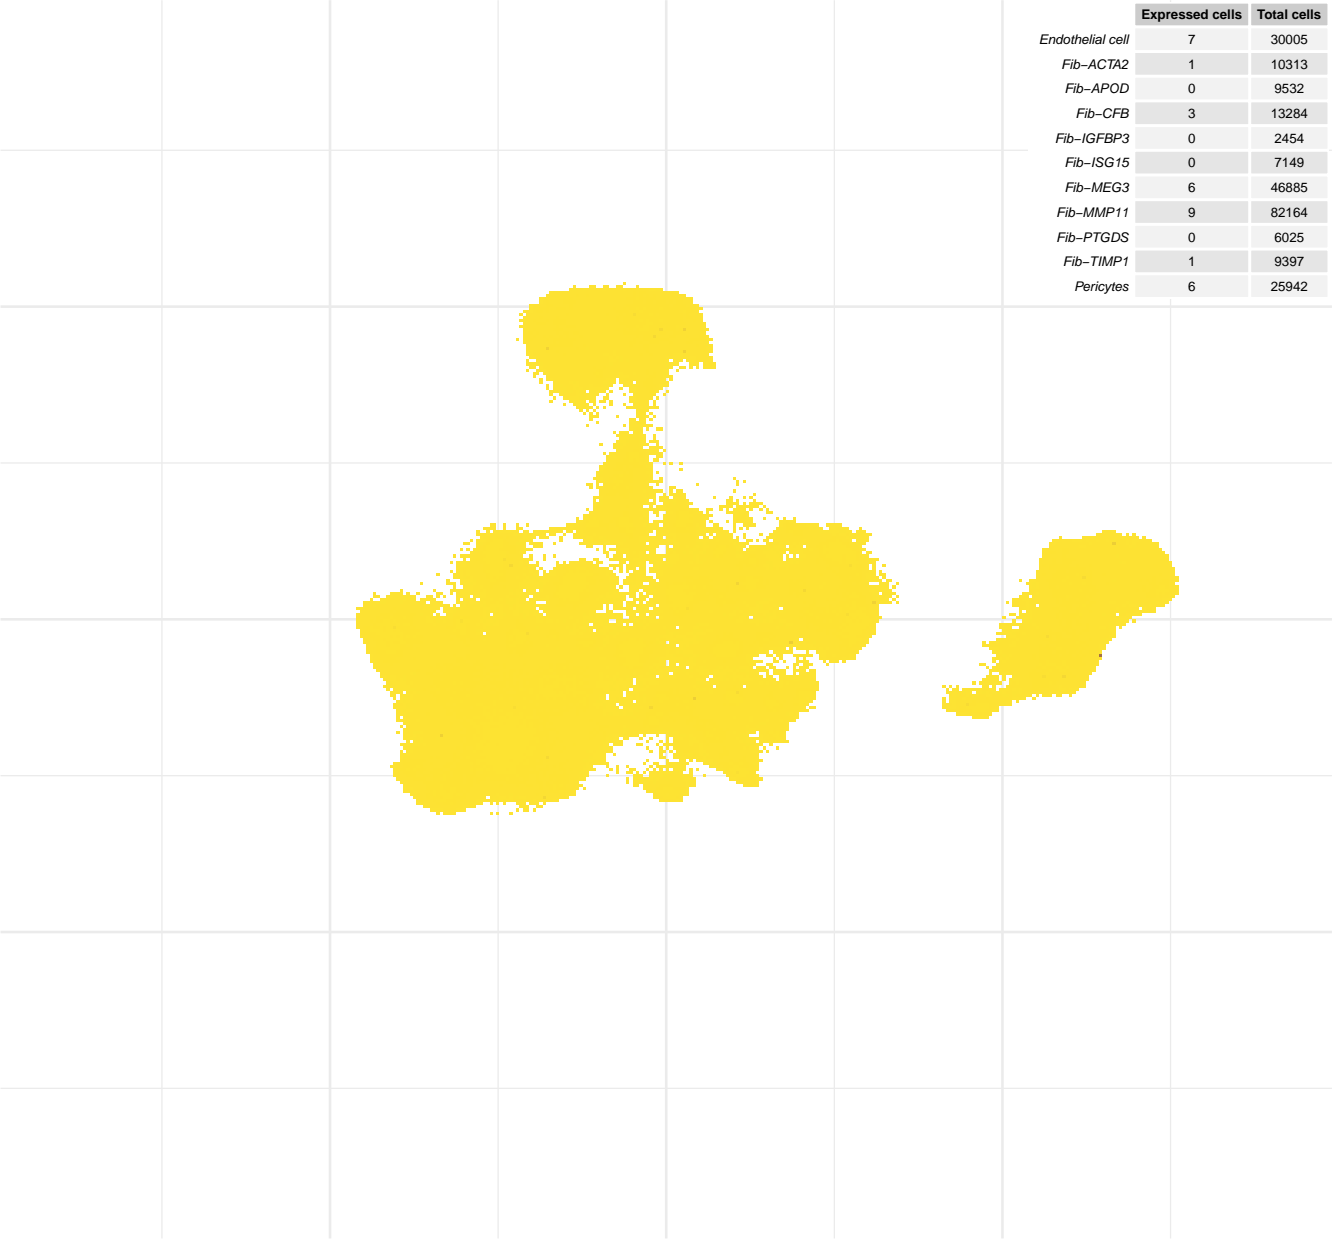 Expressed cells Total cells
Endothelial cell 7 30005
Fib−ACTA2 1 10313
Fib−APOD 0 9532
Fib−CFB 3 13284
Fib−IGFBP3 0 2454
Fib−ISG15 0 7149
Fib−MEG3 6 46885
Fib−MMP11 9 82164
Fib−PTGDS 0 6025
Fib−TIMP1 1 9397
Pericytes 6 25942